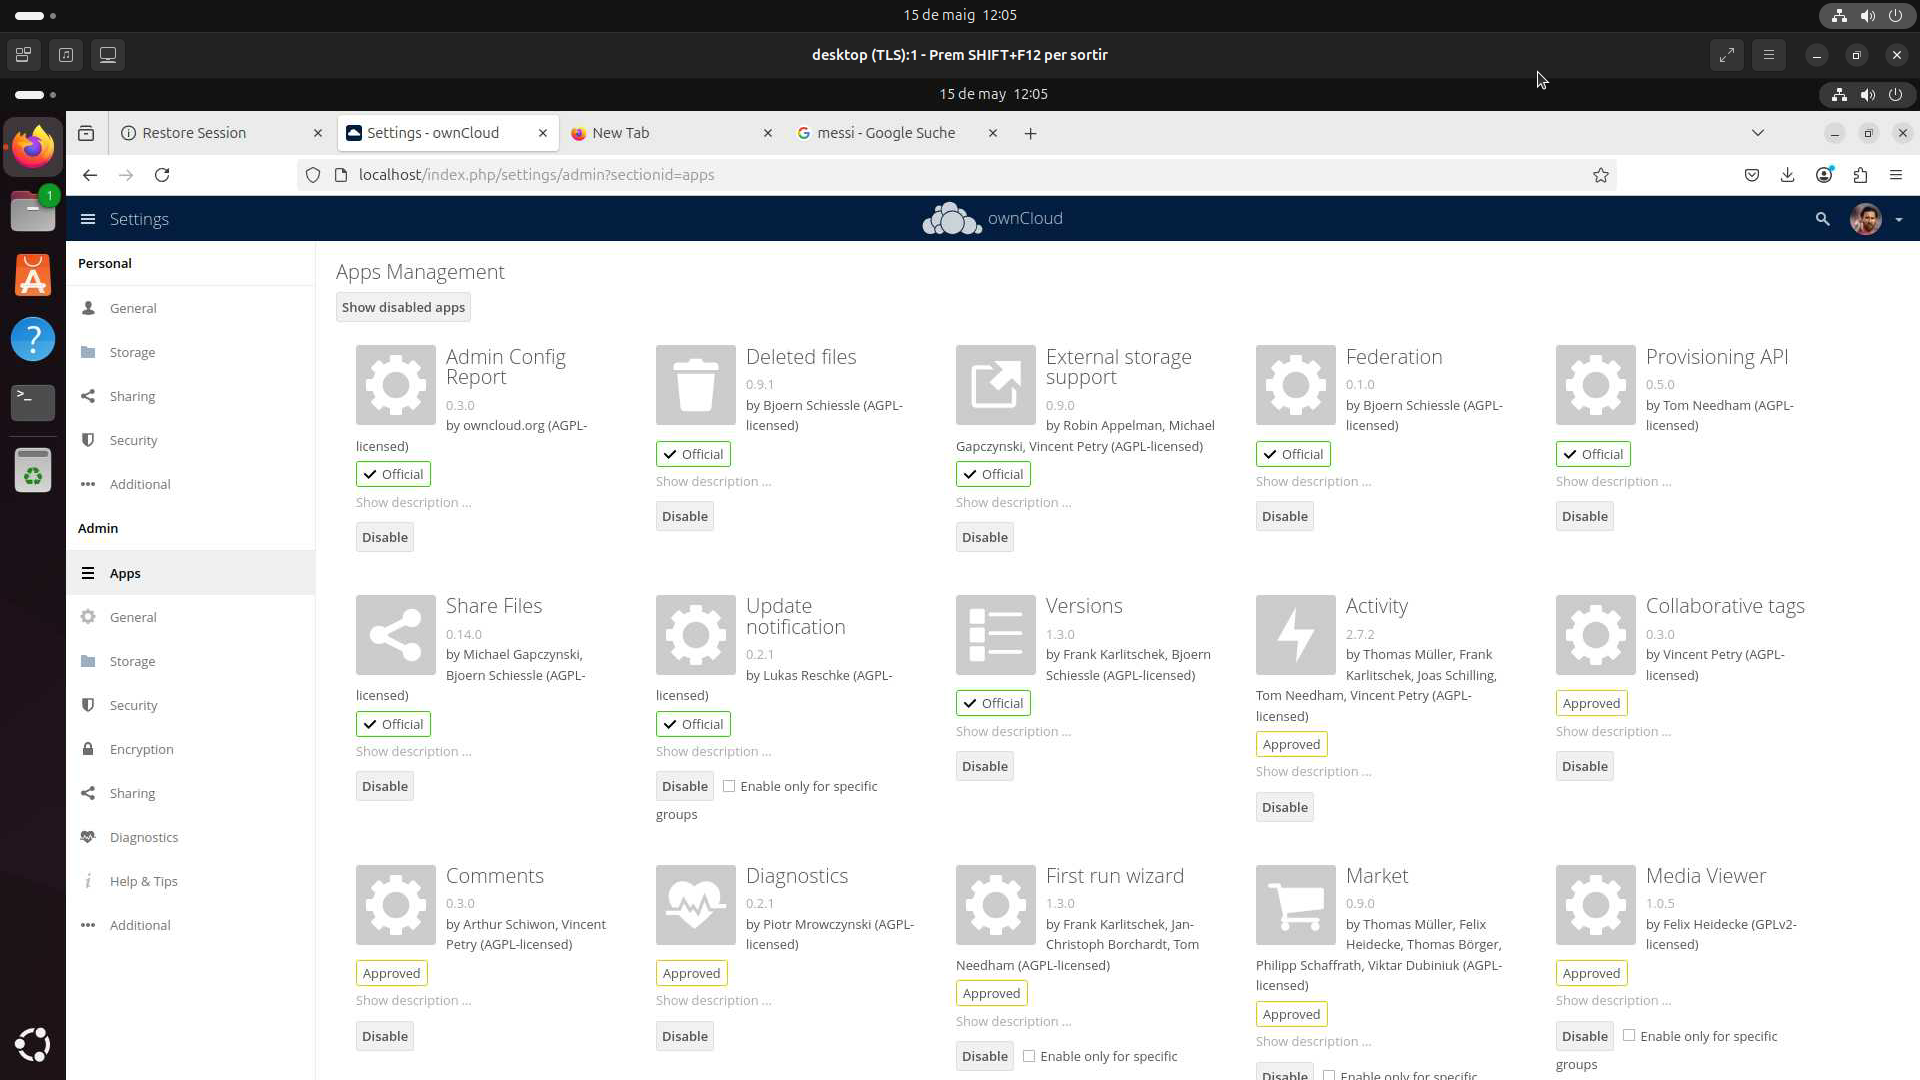 15 de maig 12:05
desktop (TLS):1 - Prem SHIFT+F12 per sortir
15 de may 12:05
Restore Session
Settings - ownCloud
New Tab
messi - Google Suche
localhost/index.php/settings/admin?sectionid=apps
1
Settings
ownCloud
Personal
General
Storage
Sharing
Security
Additional
Admin
Apps
General
Storage
Security
Encryption
Sharing
Diagnostics
Help & Tips
Additional
Apps Management
Show disabled apps
Admin Config
Report
0.3.0
by owncloud.org (AGPL-
licensed)
Official
Show description ...
Disable
Deleted files
0.9.1
by Bjoern Schiessle (AGPL-
licensed)
Official
Show description ...
Disable
External storage
support
0.9.0
by Robin Appelman, Michael
Gapczynski, Vincent Petry (AGPL-licensed)
Official
Show description ...
Disable
Federation
0.1.0
by Bjoern Schiessle (AGPL-
licensed)
Official
Show description ...
Disable
Provisioning API
0.5.0
by Tom Needham (AGPL-
licensed)
Official
Show description ...
Disable
Share Files
0.14.0
by Michael Gapczynski,
Bjoern Schiessle (AGPL-
licensed)
Official
Show description ...
Disable
Update
notification
0.2.1
by Lukas Reschke (AGPL-
licensed)
Official
Show description ...
Disable Enable only for specific
groups
Versions
1.3.0
by Frank Karlitschek, Bjoern
Schiessle (AGPL-licensed)
Official
Show description ...
Disable
Activity
2.7.2
by Thomas Müller, Frank
Karlitschek, Joas Schilling,
Tom Needham, Vincent Petry (AGPL-
licensed)
Approved
Show description ...
Disable
Collaborative tags
0.3.0
by Vincent Petry (AGPL-
licensed)
Approved
Show description ...
Disable
Comments
0.3.0
by Arthur Schiwon, Vincent
Petry (AGPL-licensed)
Approved
Show description ...
Disable
Diagnostics
0.2.1
by Piotr Mrowczynski (AGPL-
licensed)
Approved
Show description ...
Disable
First run wizard
1.3.0
by Frank Karlitschek, Jan-
Christoph Borchardt, Tom
Needham (AGPL-licensed)
Approved
Show description ...
Disable Enable only for specific
Market
0.9.0
by Thomas Müller, Felix
Heidecke, Thomas Börger,
Philipp Schaffrath, Viktar Dubiniuk (AGPL-
licensed)
Approved
Show description ...
Disable Enable only for specific
Media Viewer
1.0.5
by Felix Heidecke (GPLv2-
licensed)
Approved
Show description ...
Disable Enable only for specific
groups